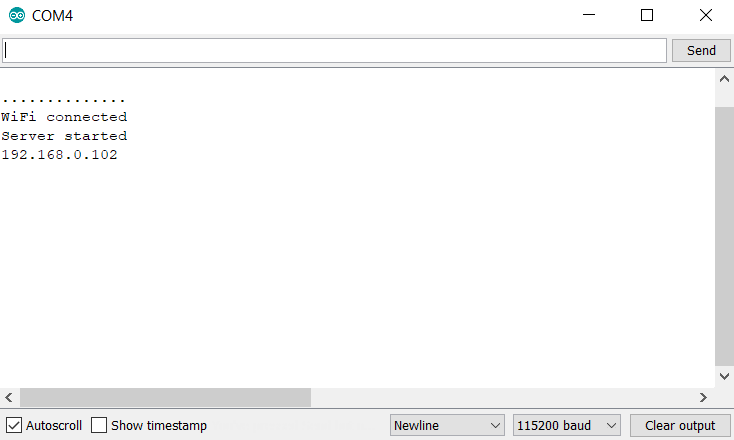 COM4
Send
..............
WiFi connected
Server started
192.168.0.102
Autoscroll Show timestamp Newline 115200 baud Clear output